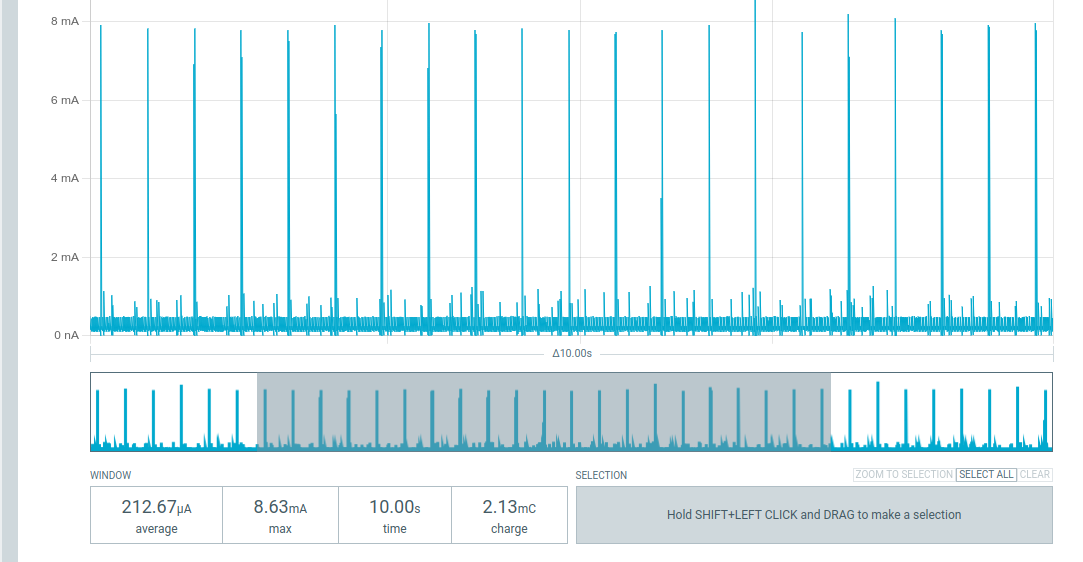 8 mA
6 mA
4 mA
2 mA
0 nA
Δ10.00s
WINDOW
SELECTION
ZOOM TO SELECTION SELECT ALL CLEAR
212.67μA 8.63mA 10.00s 2.13mC
average max time charge
Hold SHIFT+LEFT CLICK and DRAG to make a selection